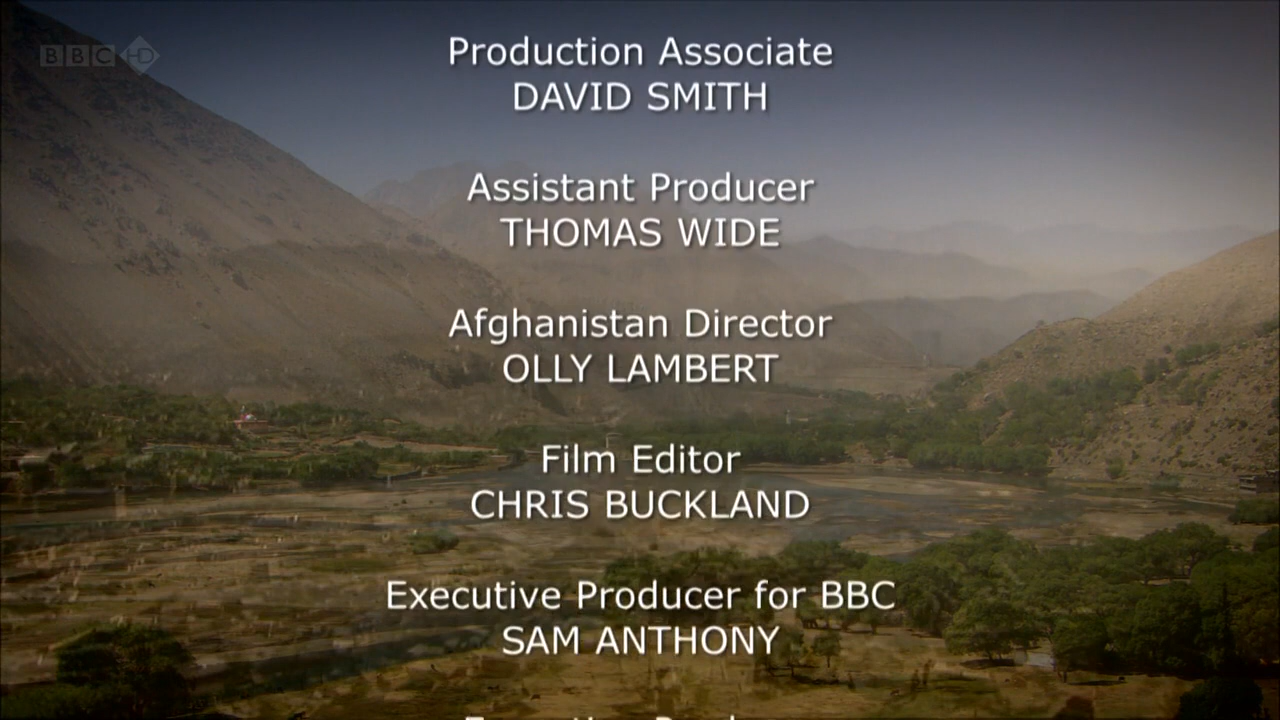 BBC HD
Production Associate
DAVID SMITH
Assistant Producer
THOMAS WIDE
Afghanistan Director
OLLY LAMBERT
Film Editor
CHRIS BUCKLAND
Executive Producer for BBC
SAM ANTHONY